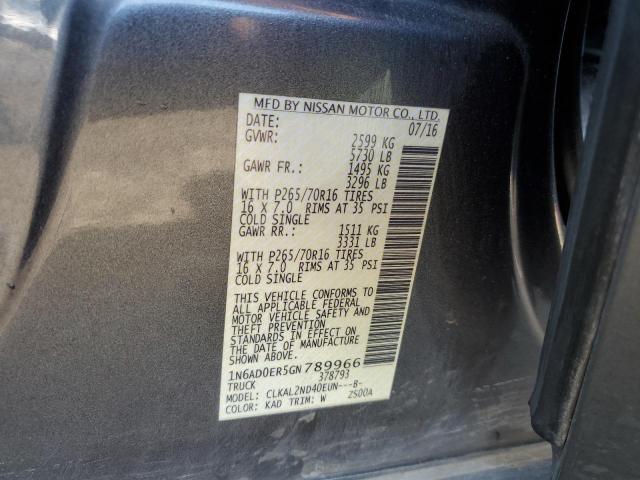 MFD BY NISSAN MOTOR CO., LTD.
DATE: 07/16
GVWR: 2599 KG
5730 LB
GAWR FR.: 1495 KG
3296 LB
WITH P265/70R16 TIRES
16 X 7.0 RIMS AT 35 PSI
COLD SINGLE
GAWR RR.: 1511 KG
3331 LB
WITH P265/70R16 TIRES
16 X 7.0 RIMS AT 35 PSI
COLD SINGLE
THIS VEHICLE CONFORMS TO
ALL APPLICABLE FEDERAL
MOTOR VEHICLE SAFETY AND
THEFT PREVENTION
STANDARDS IN EFFECT ON
THE DATE OF MANUFACTURE
SHOWN ABOVE.
1N6AD0ER5GN789966
TRUCK 378793
MODEL: CLKAL2ND40EUN---B-
COLOR: KAD TRIM: W ZS00A